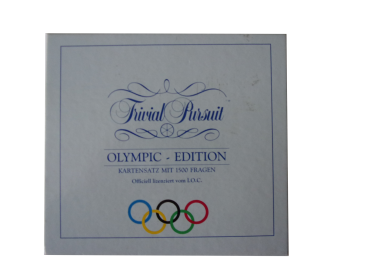 Trivial Pursuit
OLYMPIC - EDITION
KARTENSATZ MIT 1500 FRAGEN
Offiziell lizenziert vom I.O.C.